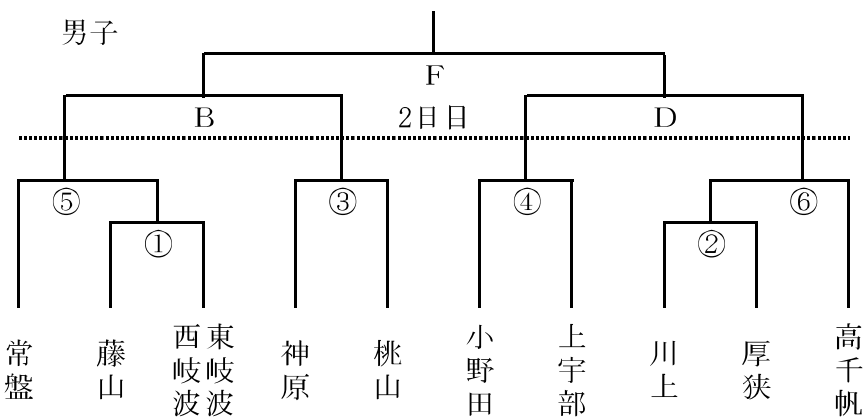 男子
F
B
2日目
D
⑤
③
④
⑥
①
②
常盤
藤山
西岐波
東岐波
神原
桃山
小野田
上宇部
川上
厚狭
高千帆